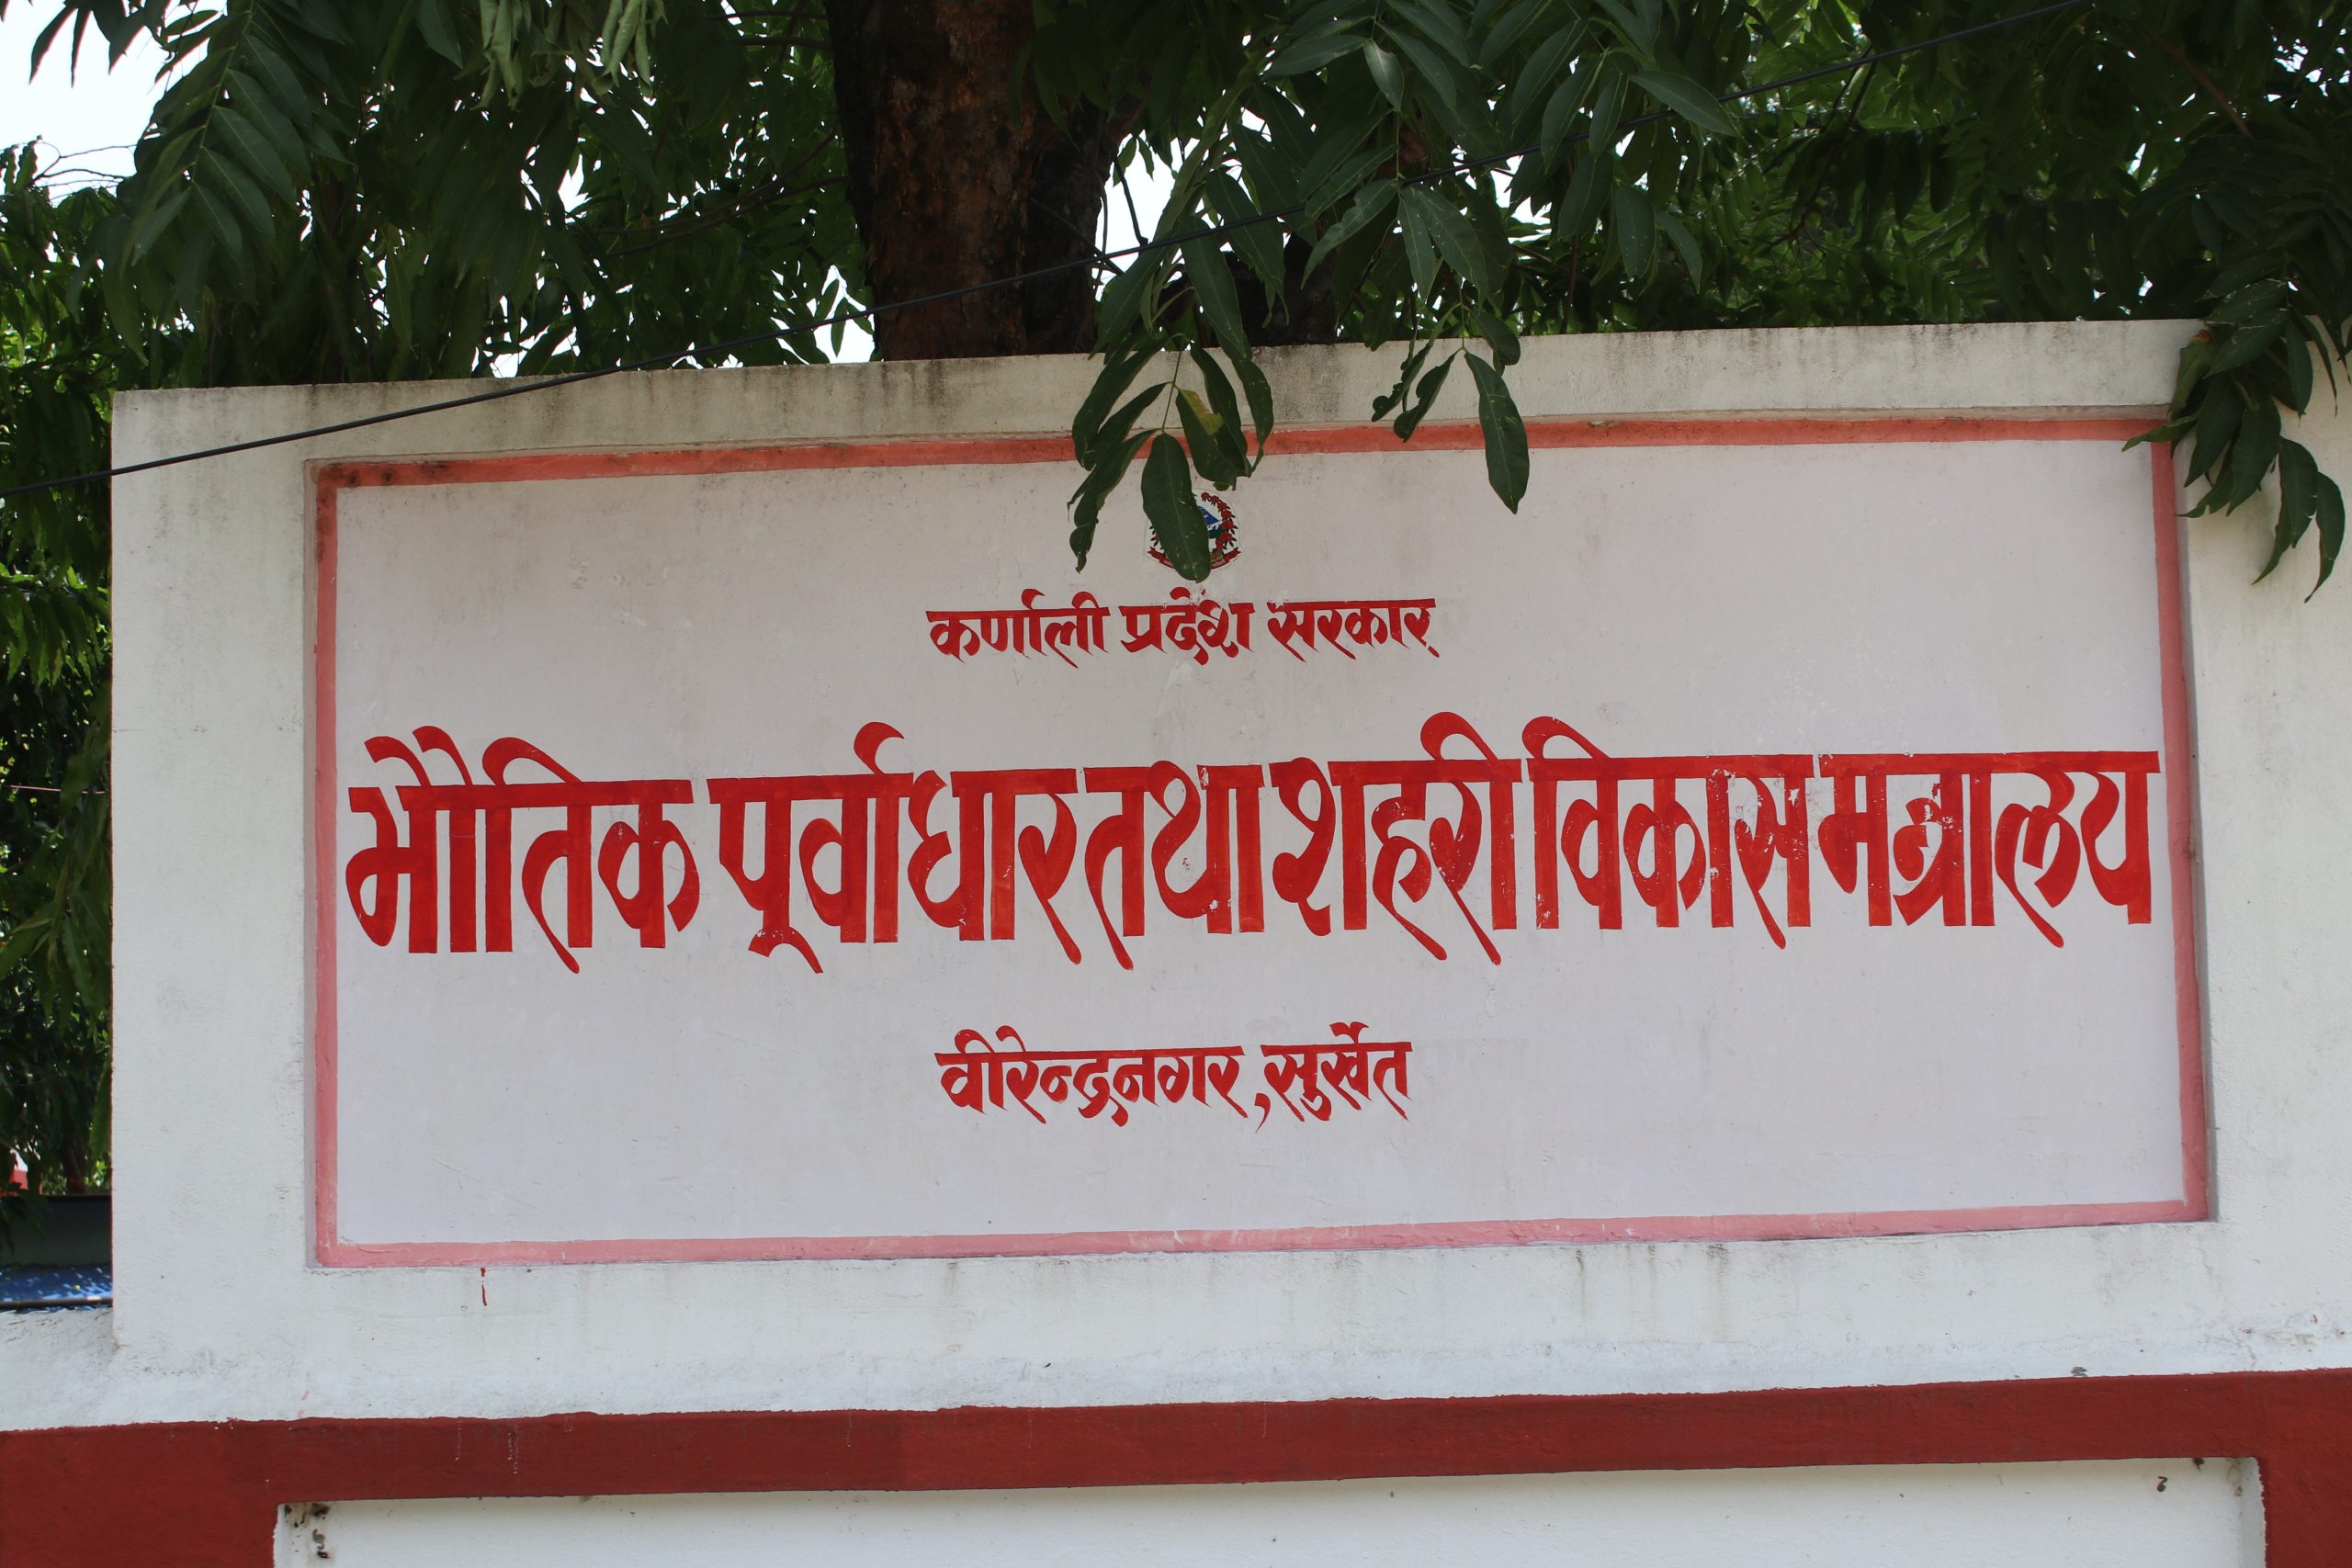 कर्णाली प्रदेश सरकार
भौतिक पूर्वाधार तथा शहरी विकास मन्त्रालय
वीरेन्द्रनगर, सुर्खेत